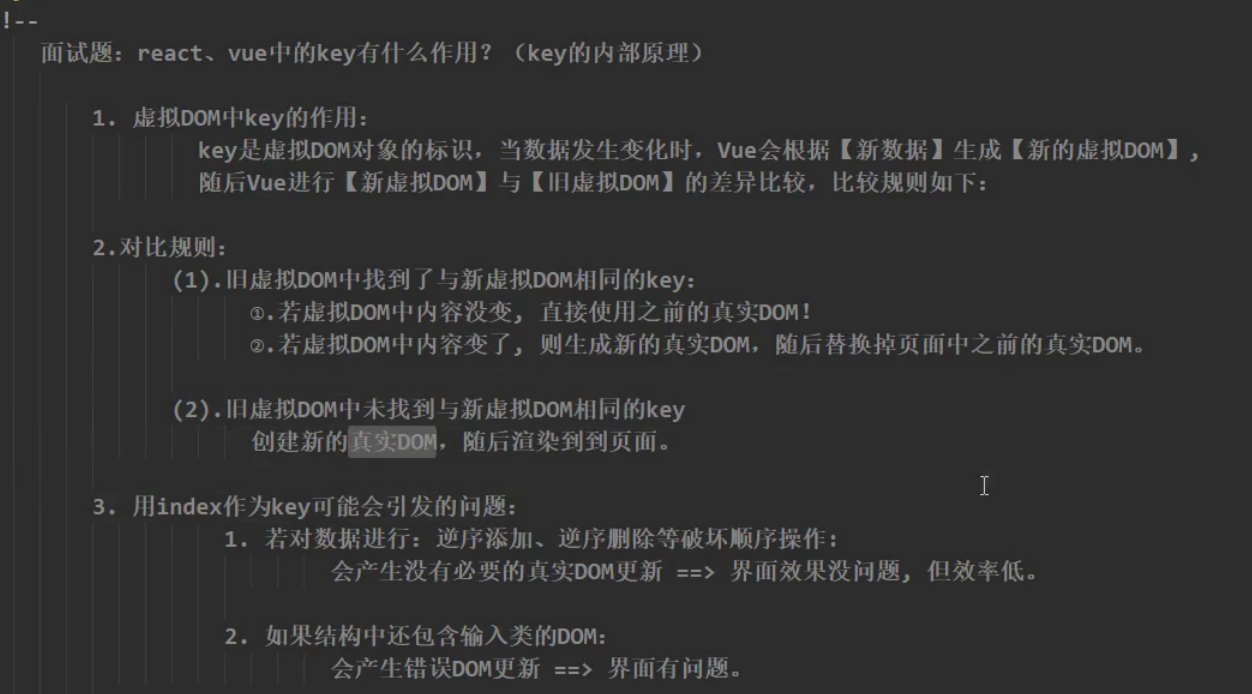 !--
面试题：react、vue中的key有什么作用？（key的内部原理）
1. 虚拟DOM中key的作用：
key是虚拟DOM对象的标识，当数据发生变化时，Vue会根据【新数据】生成【新的虚拟DOM】,
随后Vue进行【新虚拟DOM】与【旧虚拟DOM】的差异比较，比较规则如下：
2.对比规则：
(1).旧虚拟DOM中找到了与新虚拟DOM相同的key：
①.若虚拟DOM中内容没变, 直接使用之前的真实DOM！
②.若虚拟DOM中内容变了, 则生成新的真实DOM，随后替换掉页面中之前的真实DOM。
(2).旧虚拟DOM中未找到与新虚拟DOM相同的key
创建新的真实DOM，随后渲染到到页面。
3. 用index作为key可能会引发的问题：
1. 若对数据进行：逆序添加、逆序删除等破坏顺序操作:
会产生没有必要的真实DOM更新 ==> 界面效果没问题, 但效率低。
2. 如果结构中还包含输入类的DOM：
会产生错误DOM更新 ==> 界面有问题。